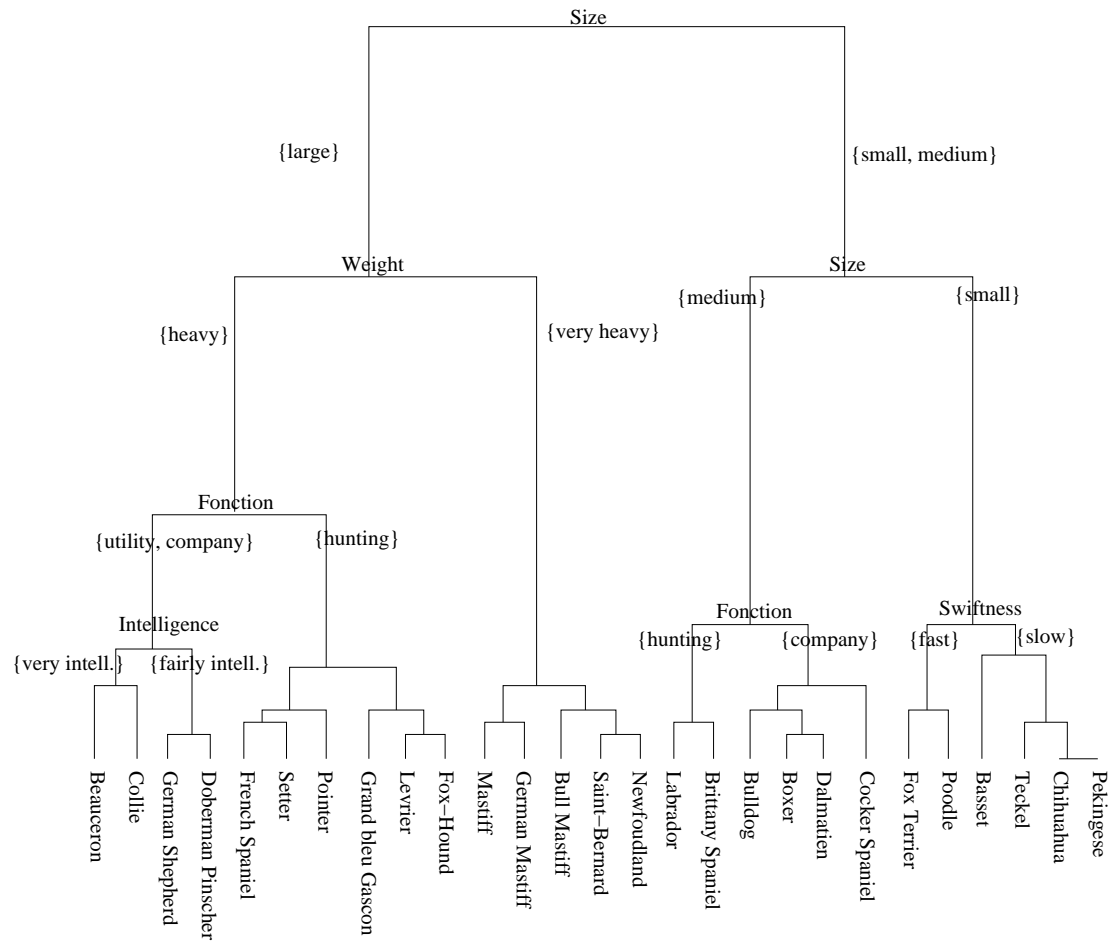 Size
{large}
{small, medium}
Weight
Size
{medium}
{small}
{heavy}
{very heavy}
Fonction
{utility, company}
{hunting}
Intelligence
{very intell.}
{fairly intell.}
Fonction
{hunting}
{company}
Swiftness
{fast}
{slow}
Beauceron
Collie
German Shepherd
Doberman Pinscher
French Spaniel
Setter
Pointer
Grand bleu Gascon
Levrier
Fox−Hound
Mastiff
German Mastiff
Bull Mastiff
Saint−Bernard
Newfoundland
Labrador
Brittany Spaniel
Bulldog
Boxer
Dalmatien
Cocker Spaniel
Fox Terrier
Poodle
Basset
Teckel
Chihuahua
Pekingese